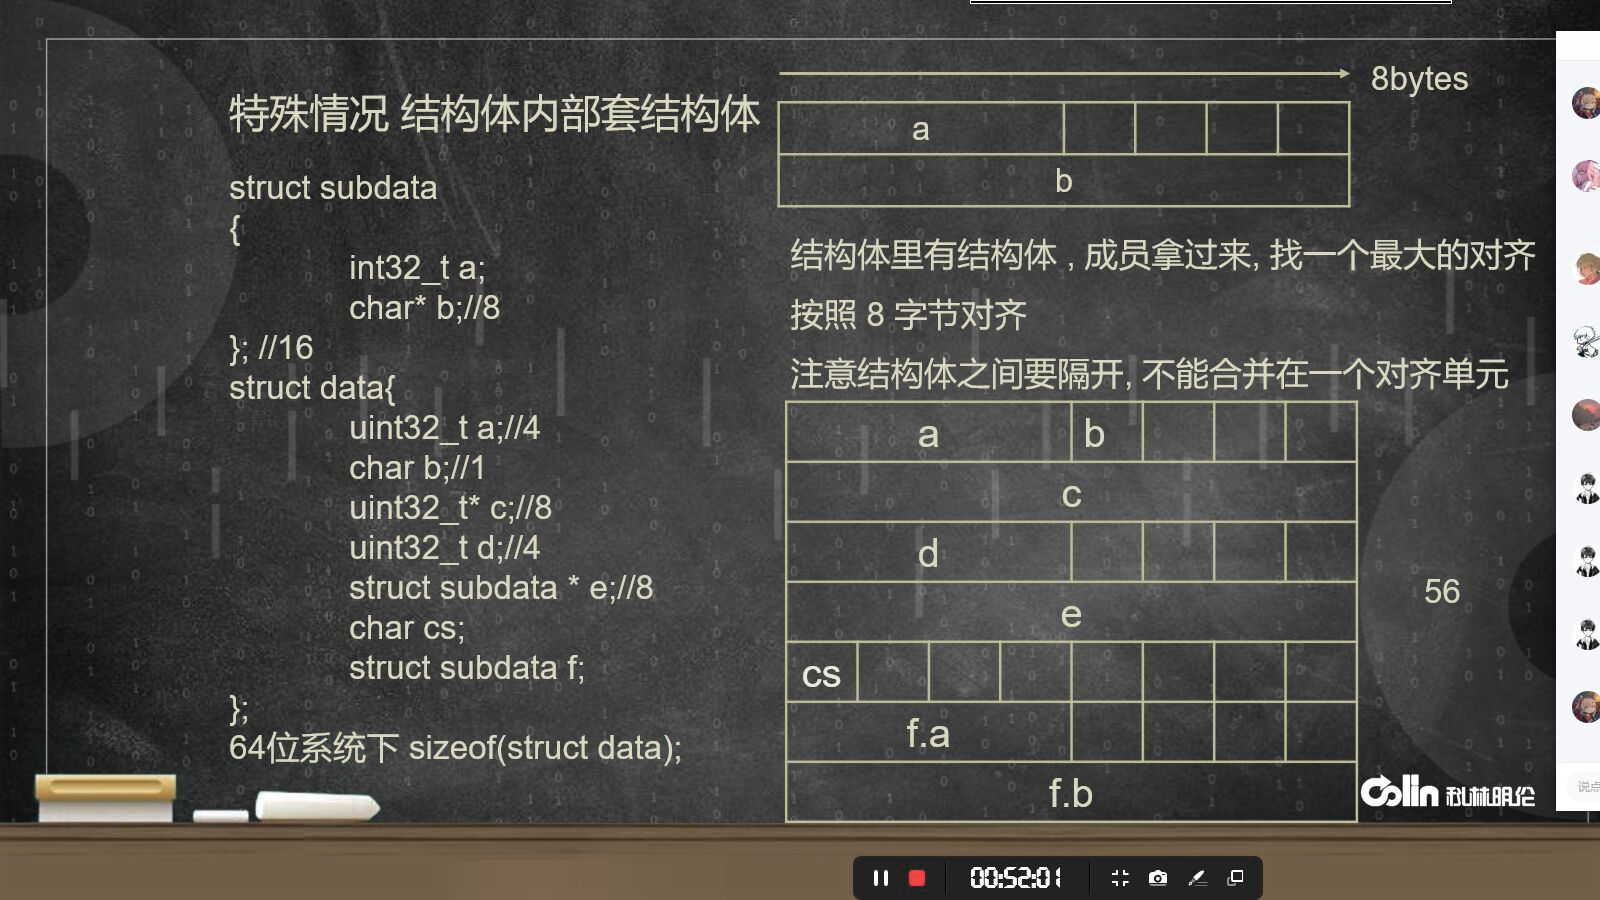 特殊情况 结构体内部套结构体
struct subdata
{
int32_t a;
char* b;//8
}; //16
struct data{
uint32_t a;//4
char b;//1
uint32_t* c;//8
uint32_t d;//4
struct subdata * e;//8
char cs;
struct subdata f;
};
64位系统下 sizeof(struct data);
8bytes
a
b
结构体里有结构体 , 成员拿过来, 找一个最大的对齐
按照 8 字节对齐
注意结构体之间要隔开, 不能合并在一个对齐单元
a b
c
d
e
56
cs
f.a
f.b
Colin 科林明伦
说点
00:52:01